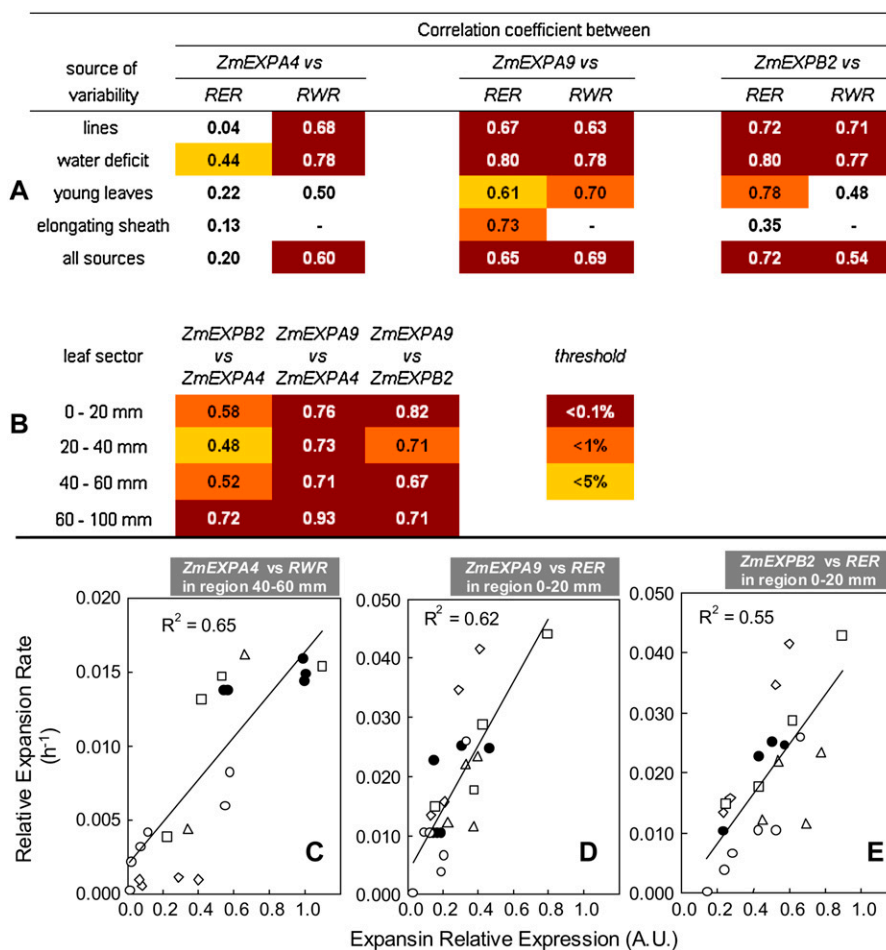 Correlation coefficient between
source of variability
ZmEXPA4 vs ZmEXPA9 vs ZmEXPB2 vs
RER RWR RER RWR RER RWR
lines 0.04 0.68 0.67 0.63 0.72 0.71
water deficit 0.44 0.78 0.80 0.78 0.80 0.77
A
young leaves 0.22 0.50 0.61 0.70 0.78 0.48
elongating sheath 0.13 - 0.73 - 0.35 -
all sources 0.20 0.60 0.65 0.69 0.72 0.54
ZmEXPB2 ZmEXPA9 ZmEXPA9
leaf sector vs vs vs threshold
ZmEXPA4 ZmEXPA4 ZmEXPB2
0 - 20 mm 0.58 0.76 0.82 <0.1%
B
20 - 40 mm 0.48 0.73 0.71 <1%
40 - 60 mm 0.52 0.71 0.67 <5%
60 - 100 mm 0.72 0.93 0.71
ZmEXPA4 vs RWR
in region 40-60 mm
ZmEXPA9 vs RER
in region 0-20 mm
ZmEXPB2 vs RER
in region 0-20 mm
Relative Expansion Rate
(h-1)
0.020
0.015
0.010
0.005
0.000
R2 = 0.65
C
0.0 0.2 0.4 0.6 0.8 1.0
0.050
0.040
0.030
0.020
0.010
0.000
R2 = 0.62
D
0.0 0.2 0.4 0.6 0.8 1.0
0.050
0.040
0.030
0.020
0.010
0.000
R2 = 0.55
E
0.0 0.2 0.4 0.6 0.8 1.0
Expansin Relative Expression (A.U.)